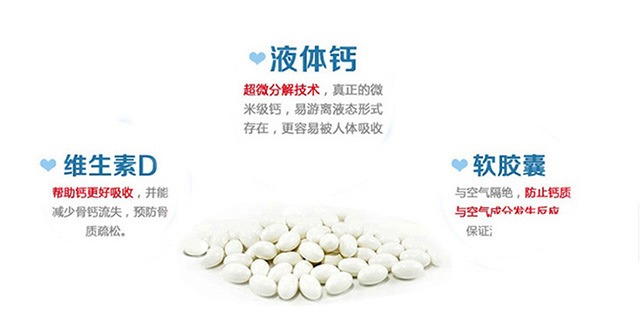 液体钙
超微分解技术，真正的微
米级钙，易游离液态形式
存在，更容易被人体吸收
维生素D
帮助钙更好吸收，并能
减少骨钙流失，预防骨
质疏松。
软胶囊
与空气隔绝，防止钙质
与空气成分发生反应
保证